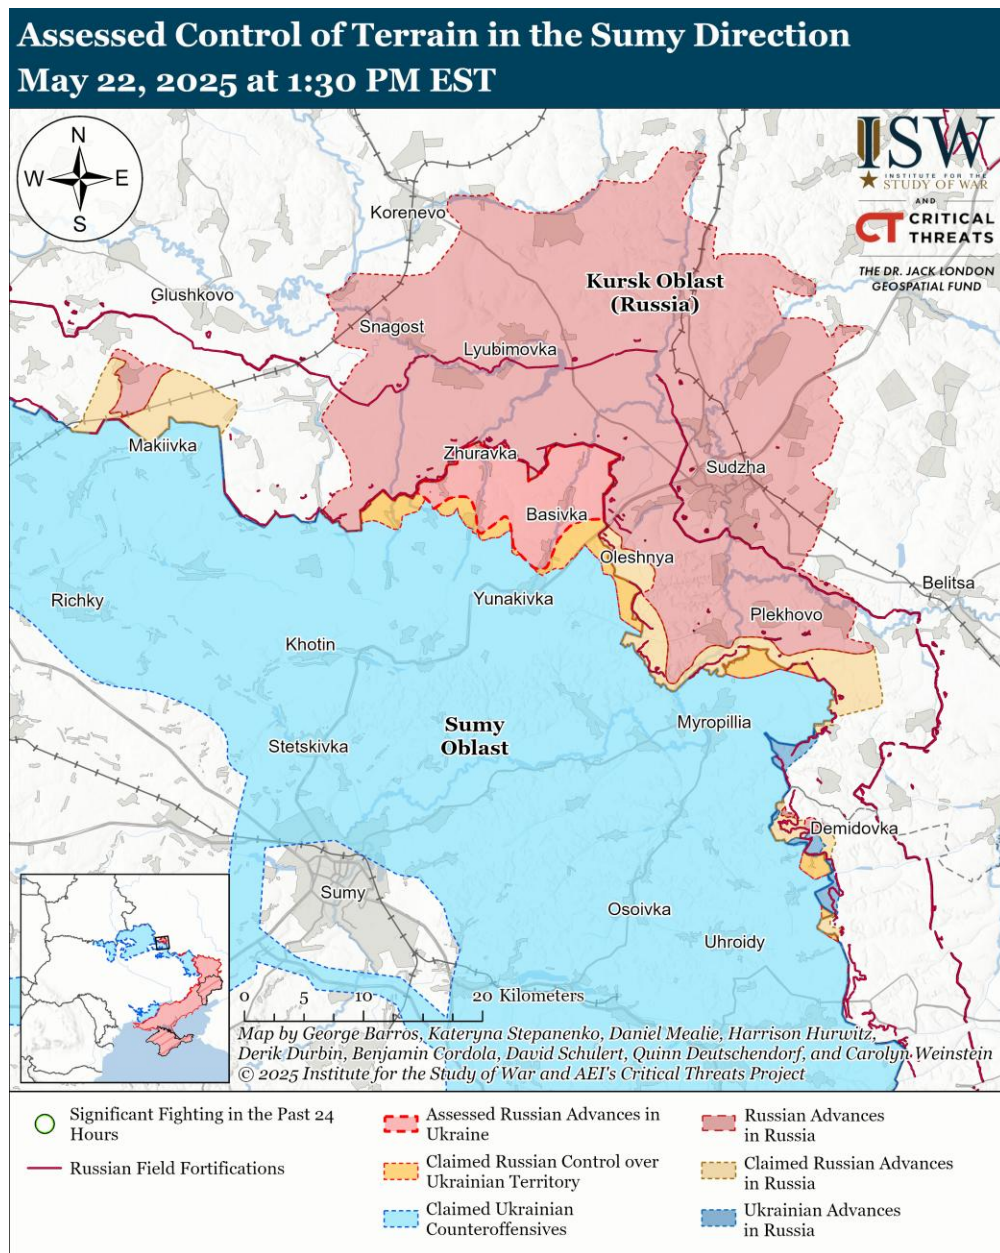 Assessed Control of Terrain in the Sumy Direction
May 22, 2025 at 1:30 PM EST
N
W
E
S
ISW
INSTITUTE FOR THE
STUDY OF WAR
AND
CT CRITICAL
THREATS
THE DR. JACK LONDON
GEOSPATIAL FUND
Korenevo
Kursk Oblast
(Russia)
Glushkovo
Snagost
Lyubimovka
Makiivka
Zhuravka
Sudzha
Basivka
Oleshnya
Belitsa
Richky
Yunakivka
Plekhovo
Khotin
Sumy
Oblast
Myropillia
Stetskivka
Demidovka
Sumy
Osoivka
Uhroidy
0 5 10 20 Kilometers
Map by George Barros, Kateryna Stepanenko, Daniel Mealie, Harrison Hurwitz,
Derik Durbin, Benjamin Cordola, David Schulert, Quinn Deutschendorf, and Carolyn Weinstein
© 2025 Institute for the Study of War and AEI's Critical Threats Project
Significant Fighting in the Past 24
Hours
Russian Field Fortifications
Assessed Russian Advances in
Ukraine
Claimed Russian Control over
Ukrainian Territory
Claimed Ukrainian
Counteroffensives
Russian Advances
in Russia
Claimed Russian Advances
in Russia
Ukrainian Advances
in Russia